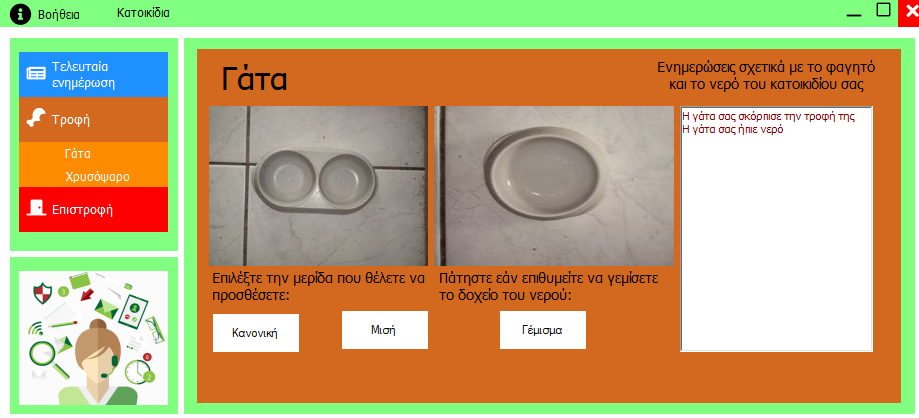 Βοήθεια
Κατοικίδια
Τελευταία
ενημέρωση
Τροφή
Γάτα
Χρυσόψαρο
Επιστροφή
Γάτα
Ενημερώσεις σχετικά με το φαγητό
και το νερό του κατοικιδίου σας
Η γάτα σας σκόρπισε την τροφή της
Η γάτα σας ήπιε νερό
Επιλέξτε την μερίδα που θέλετε να
προσθέσετε:
Κανονική
Μισή
Πάτηστε εάν επιθυμείτε να γεμίσετε
το δοχείο του νερού:
Γέμισμα